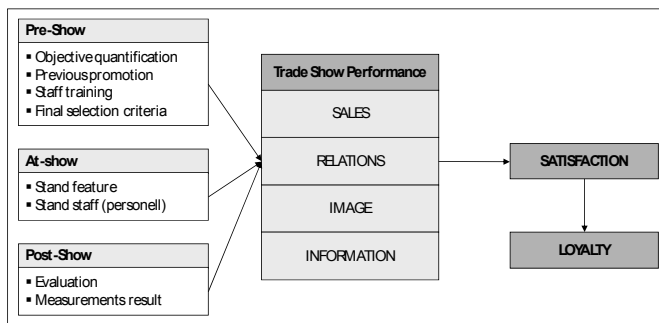 Pre-Show
▪ Objective quantification
▪ Previous promotion
▪ Staff training
▪ Final selection criteria
At-show
▪ Stand feature
▪ Stand staff (personell)
Post-Show
▪ Evaluation
▪ Measurements result
Trade Show Performance
SALES
RELATIONS
IMAGE
INFORMATION
SATISFACTION
LOYALTY